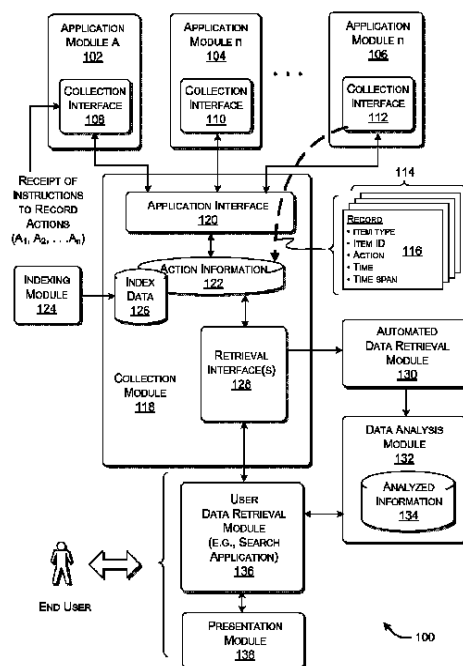 APPLICATION
MODULE A
102
COLLECTION
INTERFACE
108
APPLICATION
MODULE n
104
COLLECTION
INTERFACE
110
. . .
APPLICATION
MODULE n
106
COLLECTION
INTERFACE
112
RECEIPT OF
INSTRUCTIONS
TO RECORD
ACTIONS
(A1, A2, . . .An)
APPLICATION INTERFACE
120
114
RECORD
• ITEM TYPE
• ITEM ID
• ACTION
• TIME
• TIME SPAN
116
ACTION INFORMATION
122
INDEXING
MODULE
124
INDEX
DATA
126
COLLECTION
MODULE
118
RETRIEVAL
INTERFACE(S)
128
AUTOMATED
DATA RETRIEVAL
MODULE
130
DATA ANALYSIS
MODULE
132
ANALYZED
INFORMATION
134
USER
DATA RETRIEVAL
MODULE
(E.G., SEARCH
APPLICATION)
136
END USER
PRESENTATION
MODULE
138
100